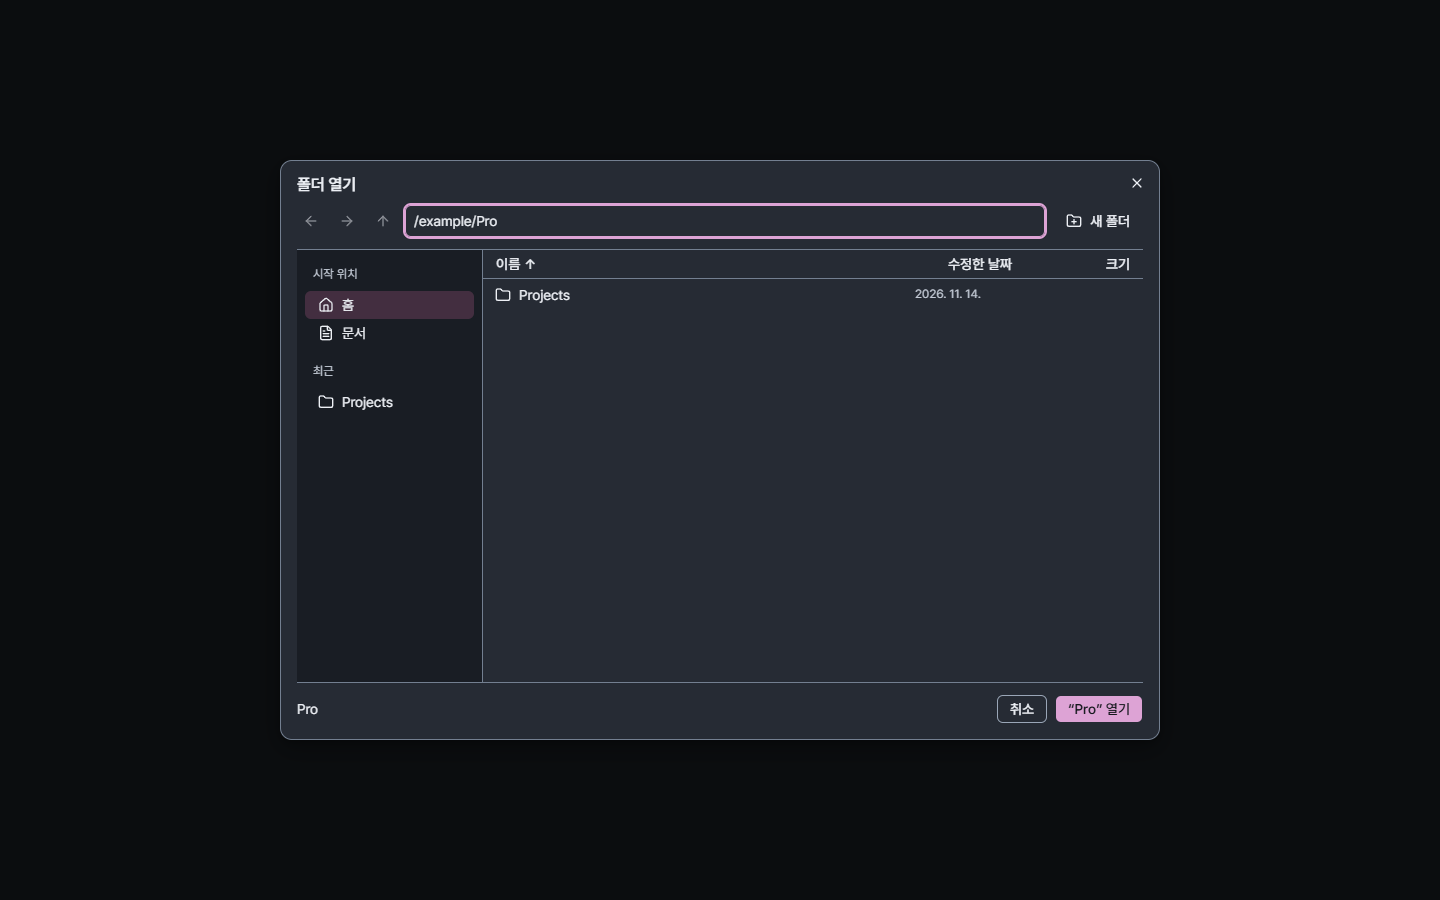 폴더 열기
/example/Pro
새 폴더
시작 위치
홈
문서
최근
Projects
이름 ↑ 수정한 날짜 크기
Projects 2026. 11. 14.
Pro
취소
“Pro” 열기